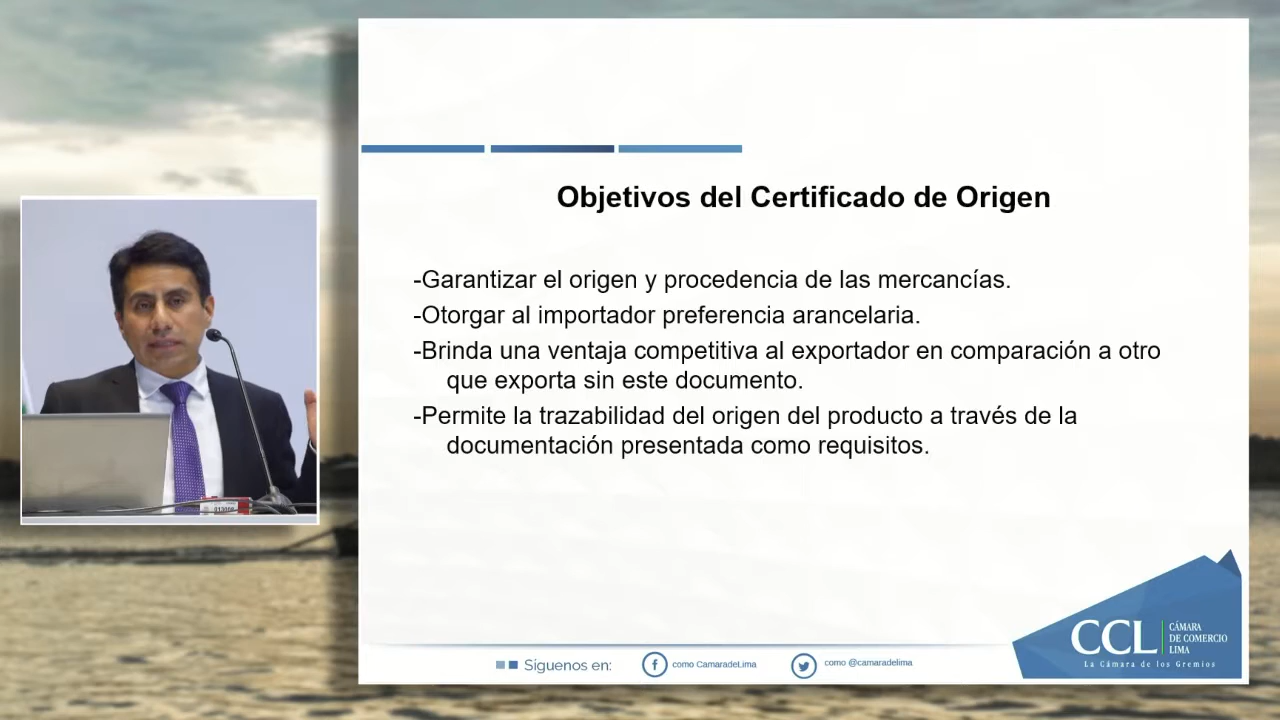 Objetivos del Certificado de Origen
-Garantizar el origen y procedencia de las mercancías.
-Otorgar al importador preferencia arancelaria.
-Brinda una ventaja competitiva al exportador en comparación a otro
que exporta sin este documento.
-Permite la trazabilidad del origen del producto a través de la
documentación presentada como requisitos.
Síguenos en:
como CamaradeLima
como @camaradelima
CCL
CÁMARA
DE COMERCIO
LIMA
La Cámara de los Gremios